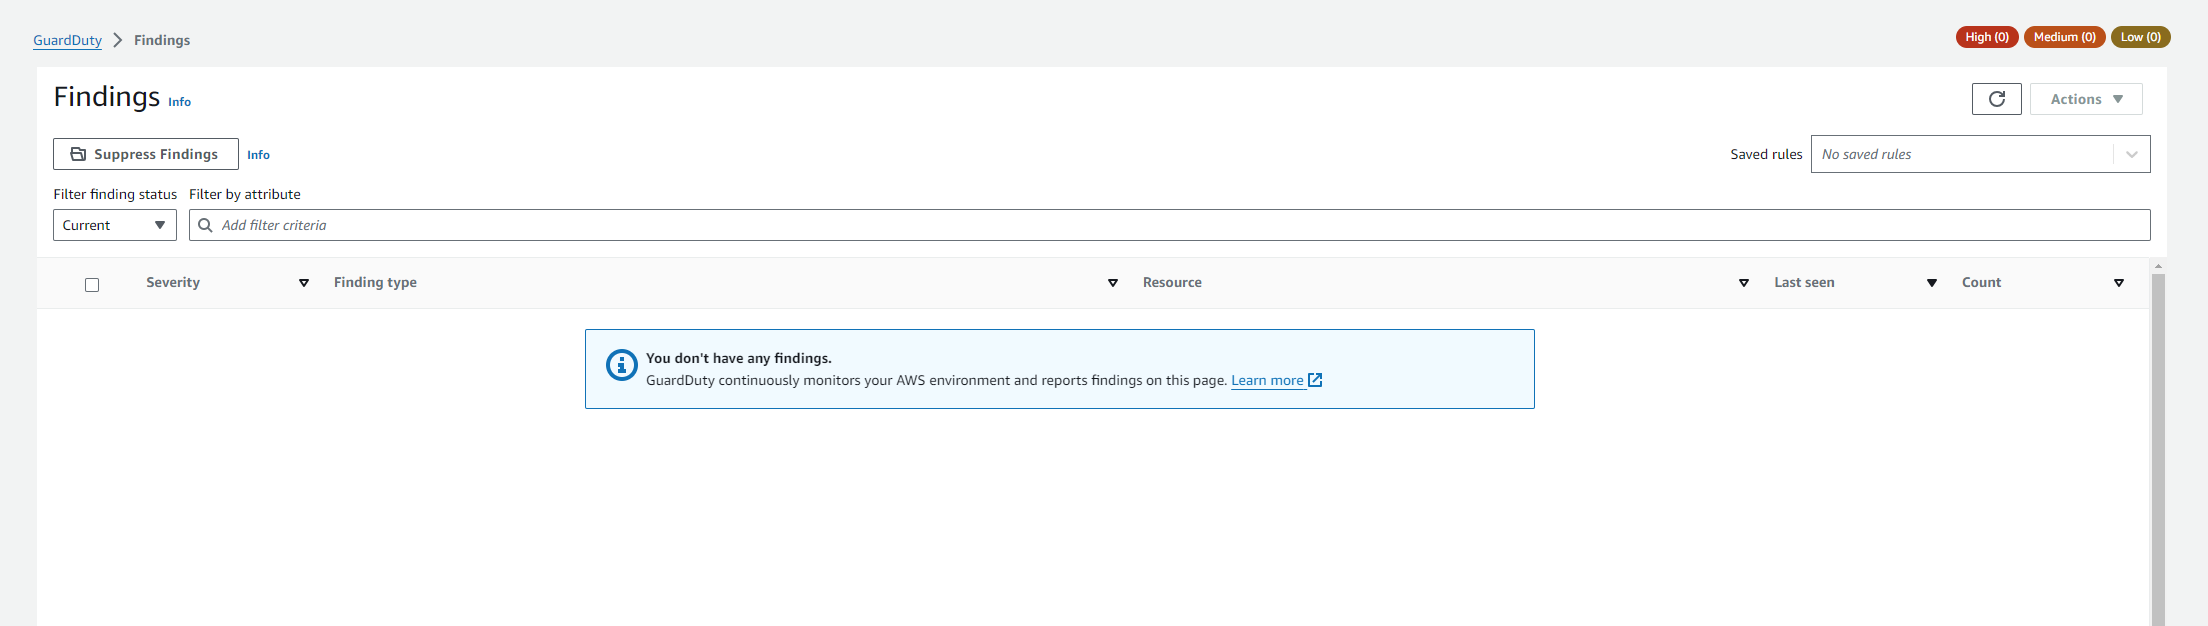 GuardDuty > Findings
High (0) Medium (0) Low (0)
Findings Info
Actions
Suppress Findings Info
Saved rules No saved rules
Filter finding status Filter by attribute
Current Add filter criteria
Severity Finding type Resource Last seen Count
You don't have any findings.
GuardDuty continuously monitors your AWS environment and reports findings on this page. Learn more